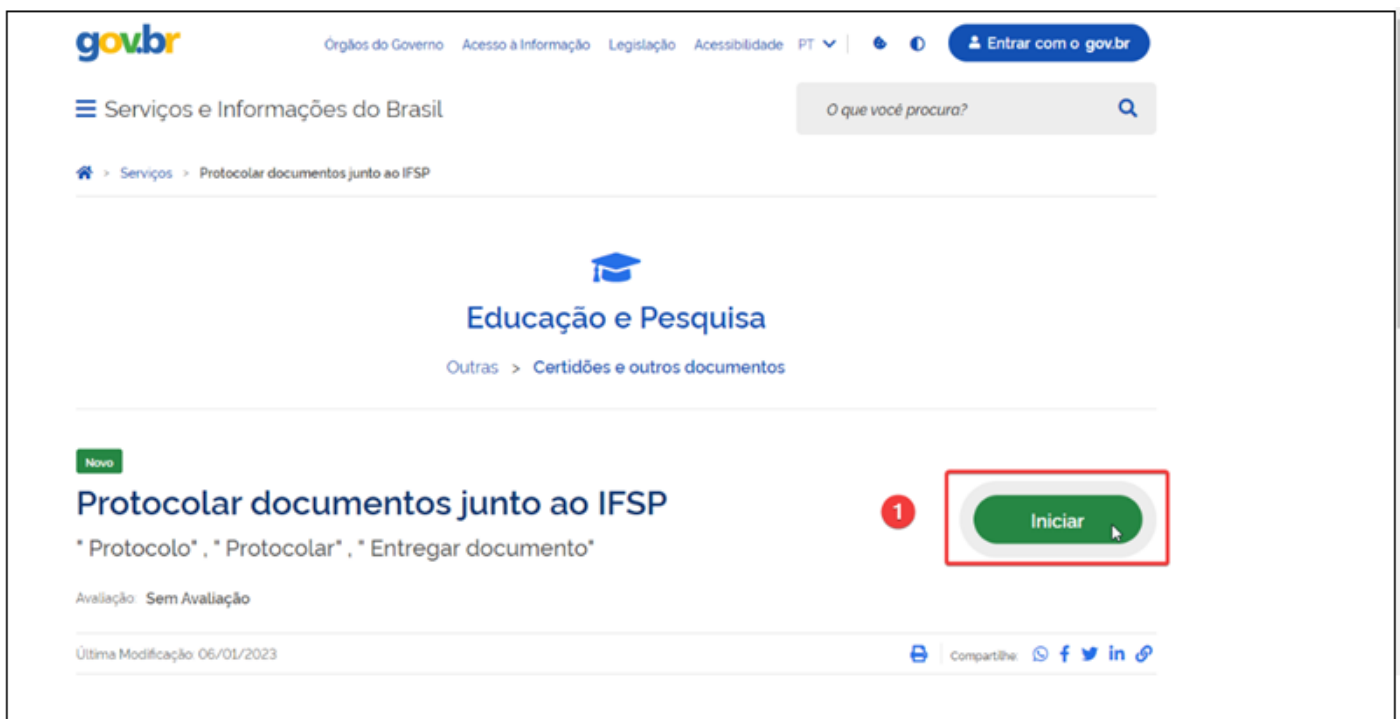 gov.br
Órgãos do Governo Acesso à Informação Legislação Acessibilidade PT Entrar com o gov.br
Serviços e Informações do Brasil O que você procura?
> Serviços > Protocolar documentos junto ao IFSP
Educação e Pesquisa
Outras > Certidões e outros documentos
Novo
Protocolar documentos junto ao IFSP 1 Iniciar
" Protocolo" , " Protocolar" , " Entregar documento"
Avaliação: Sem Avaliação
Última Modificação: 06/01/2023 Compartilhe: